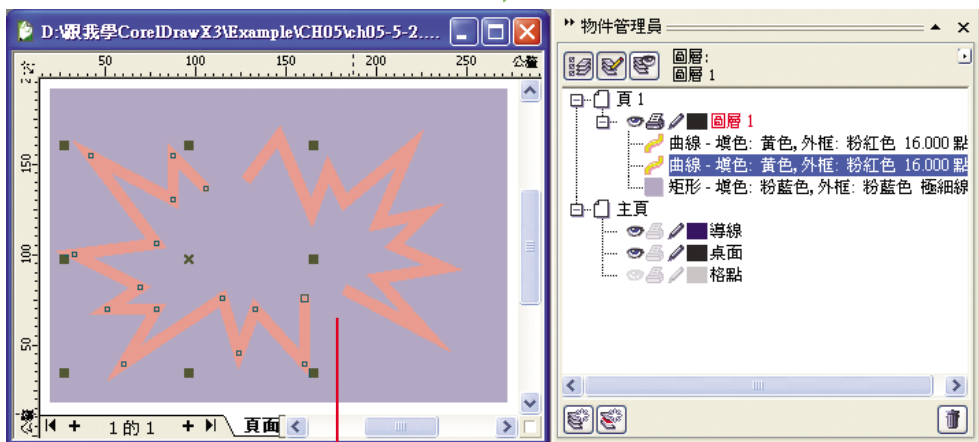 D:\跟我學CorelDrawX3\Example\CH05\ch05-5-2....
50 100 150 200 公釐
150
100
50
1 的 1
頁面
物件管理員
圖層:
圖層 1
頁 1
圖層 1
曲線 - 填色: 黃色, 外框: 粉紅色 16.000 點
曲線 - 填色: 黃色, 外框: 粉紅色 16.000 點
矩形 - 填色: 粉藍色, 外框: 粉藍色 極細線
主頁
導線
桌面
格點